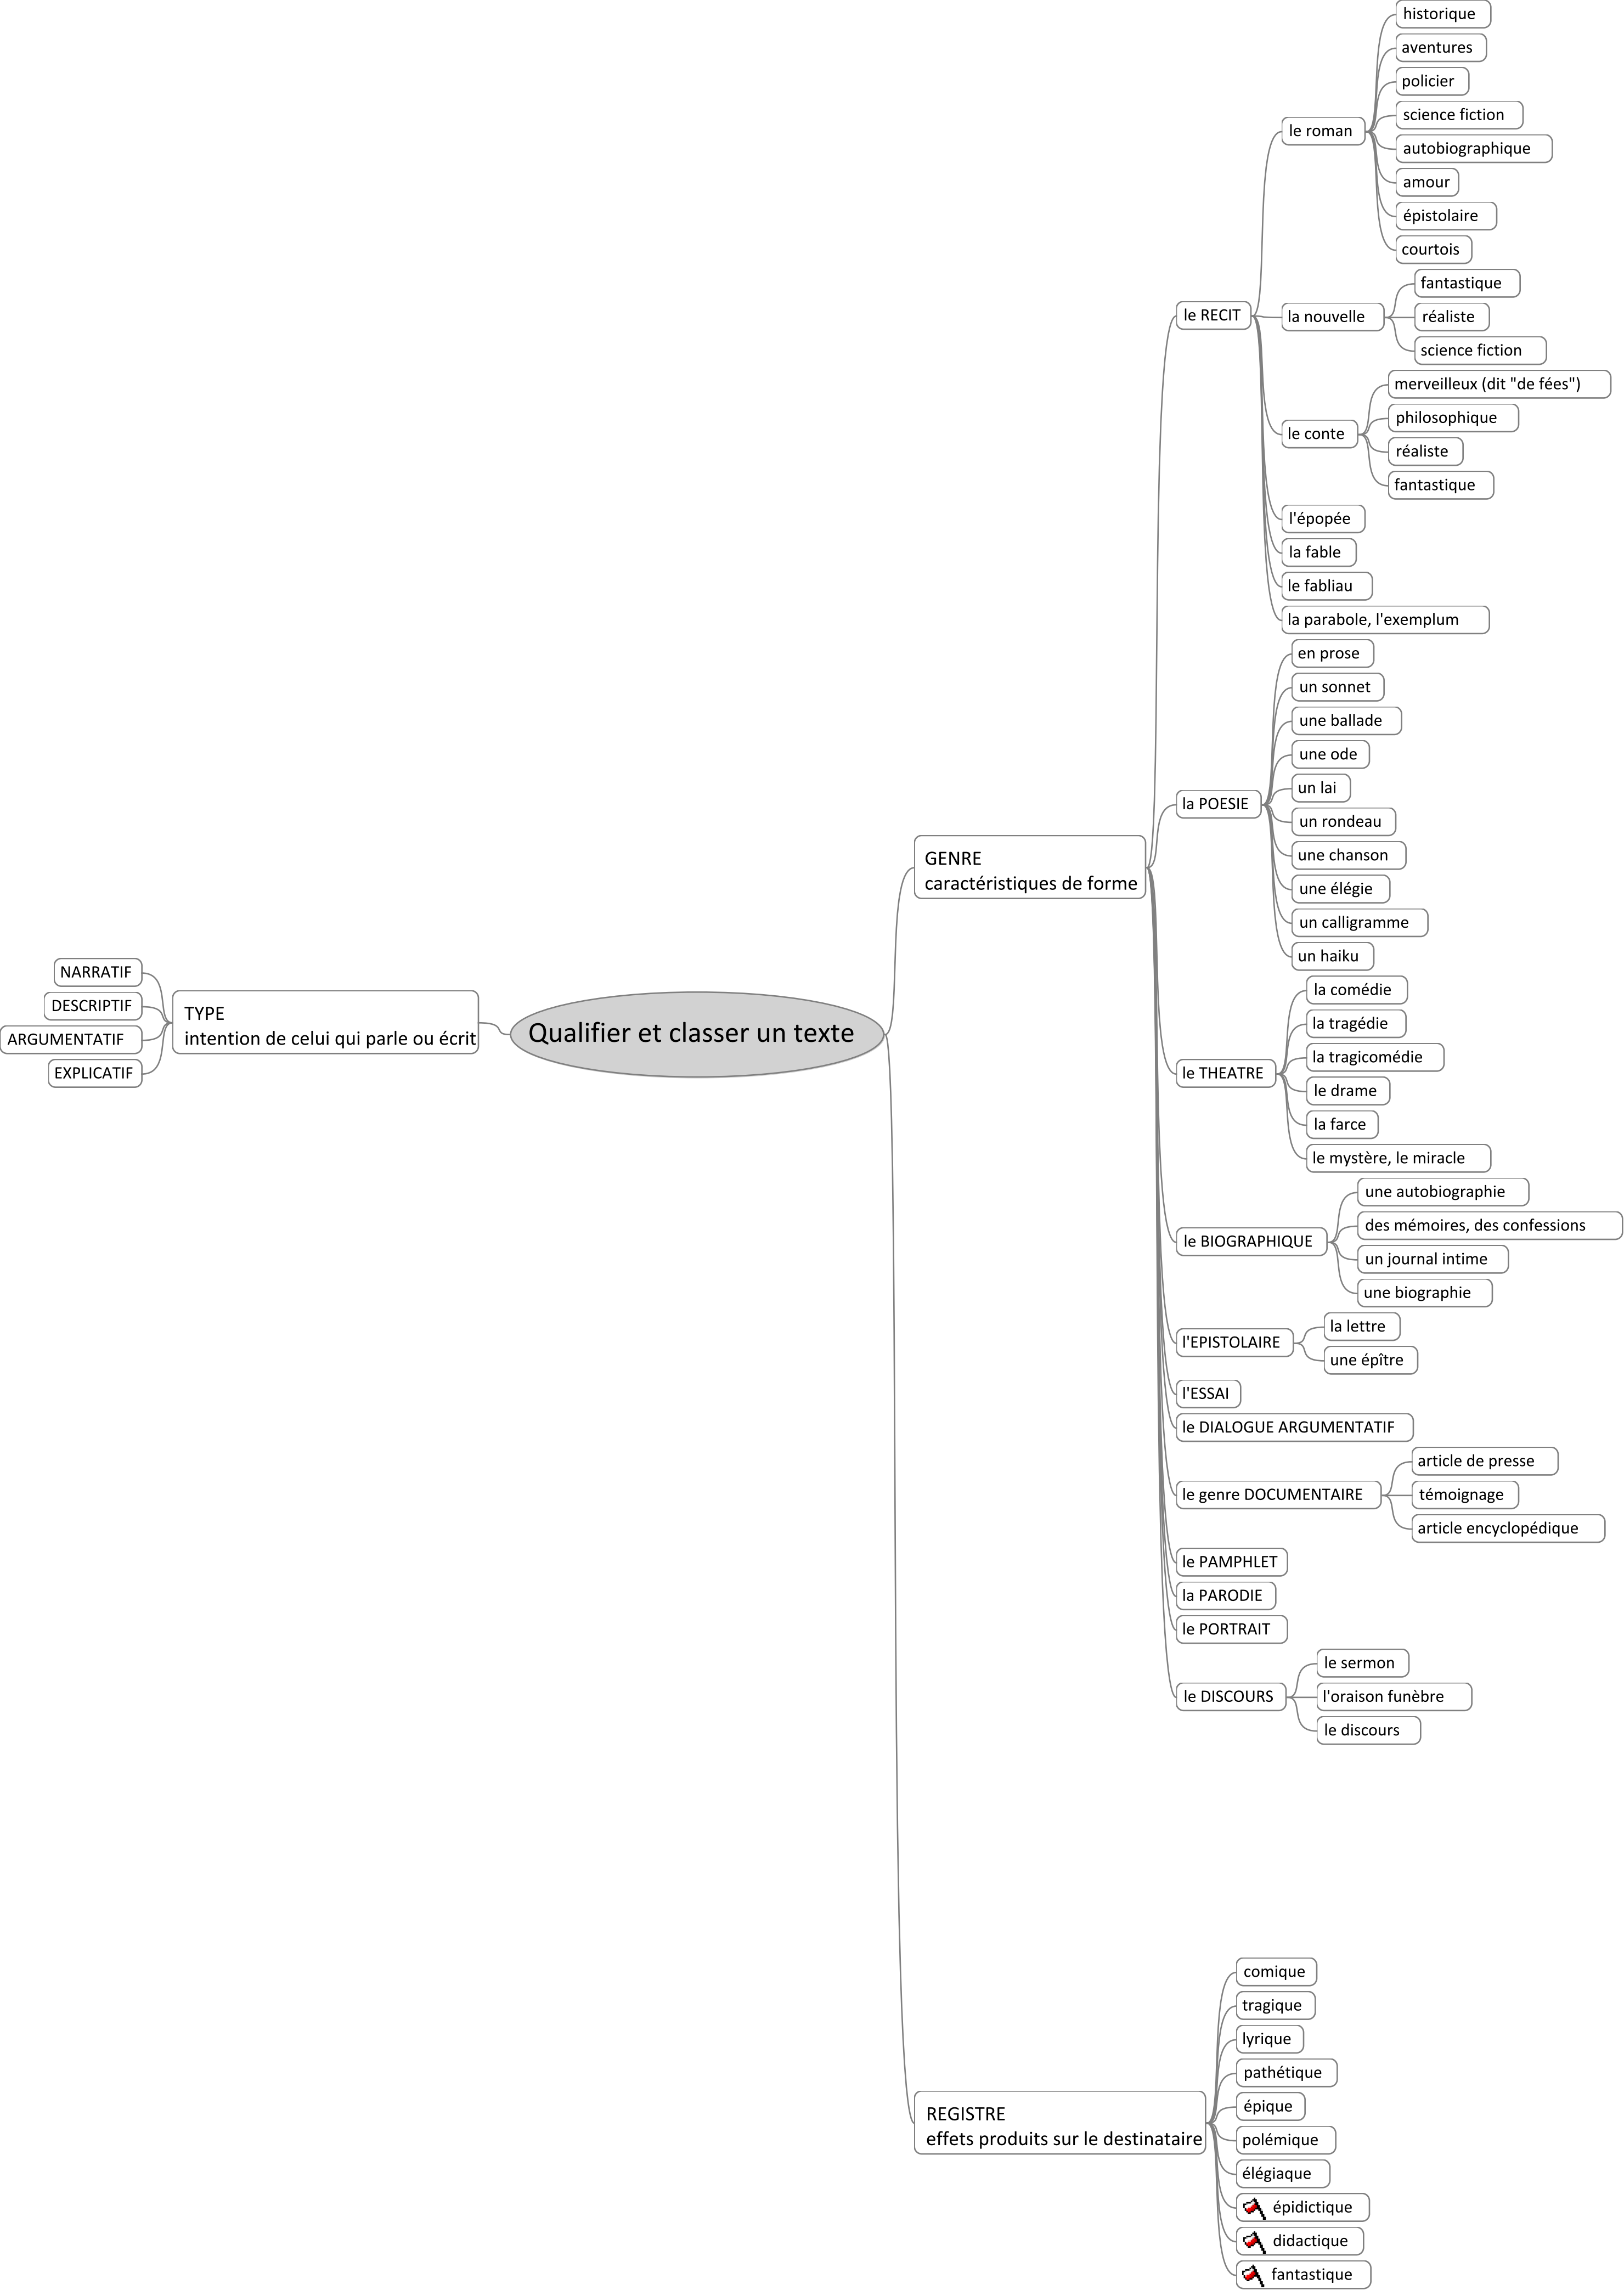 Qualifier et classer un texte
TYPE
intention de celui qui parle ou écrit
NARRATIF
DESCRIPTIF
ARGUMENTATIF
EXPLICATIF
GENRE
caractéristiques de forme
le RECIT
le roman
historique
aventures
policier
science fiction
autobiographique
amour
épistolaire
courtois
la nouvelle
fantastique
réaliste
science fiction
le conte
merveilleux (dit "de fées")
philosophique
réaliste
fantastique
l'épopée
la fable
le fabliau
la parabole, l'exemplum
la POESIE
en prose
un sonnet
une ballade
une ode
un lai
un rondeau
une chanson
une élégie
un calligramme
un haiku
le THEATRE
la comédie
la tragédie
la tragicomédie
le drame
la farce
le mystère, le miracle
le BIOGRAPHIQUE
une autobiographie
des mémoires, des confessions
un journal intime
une biographie
l'EPISTOLAIRE
la lettre
une épître
l'ESSAI
le DIALOGUE ARGUMENTATIF
le genre DOCUMENTAIRE
article de presse
témoignage
article encyclopédique
le PAMPHLET
la PARODIE
le PORTRAIT
le DISCOURS
le sermon
l'oraison funèbre
le discours
REGISTRE
effets produits sur le destinataire
comique
tragique
lyrique
pathétique
épique
polémique
élégiaque
épidictique
didactique
fantastique